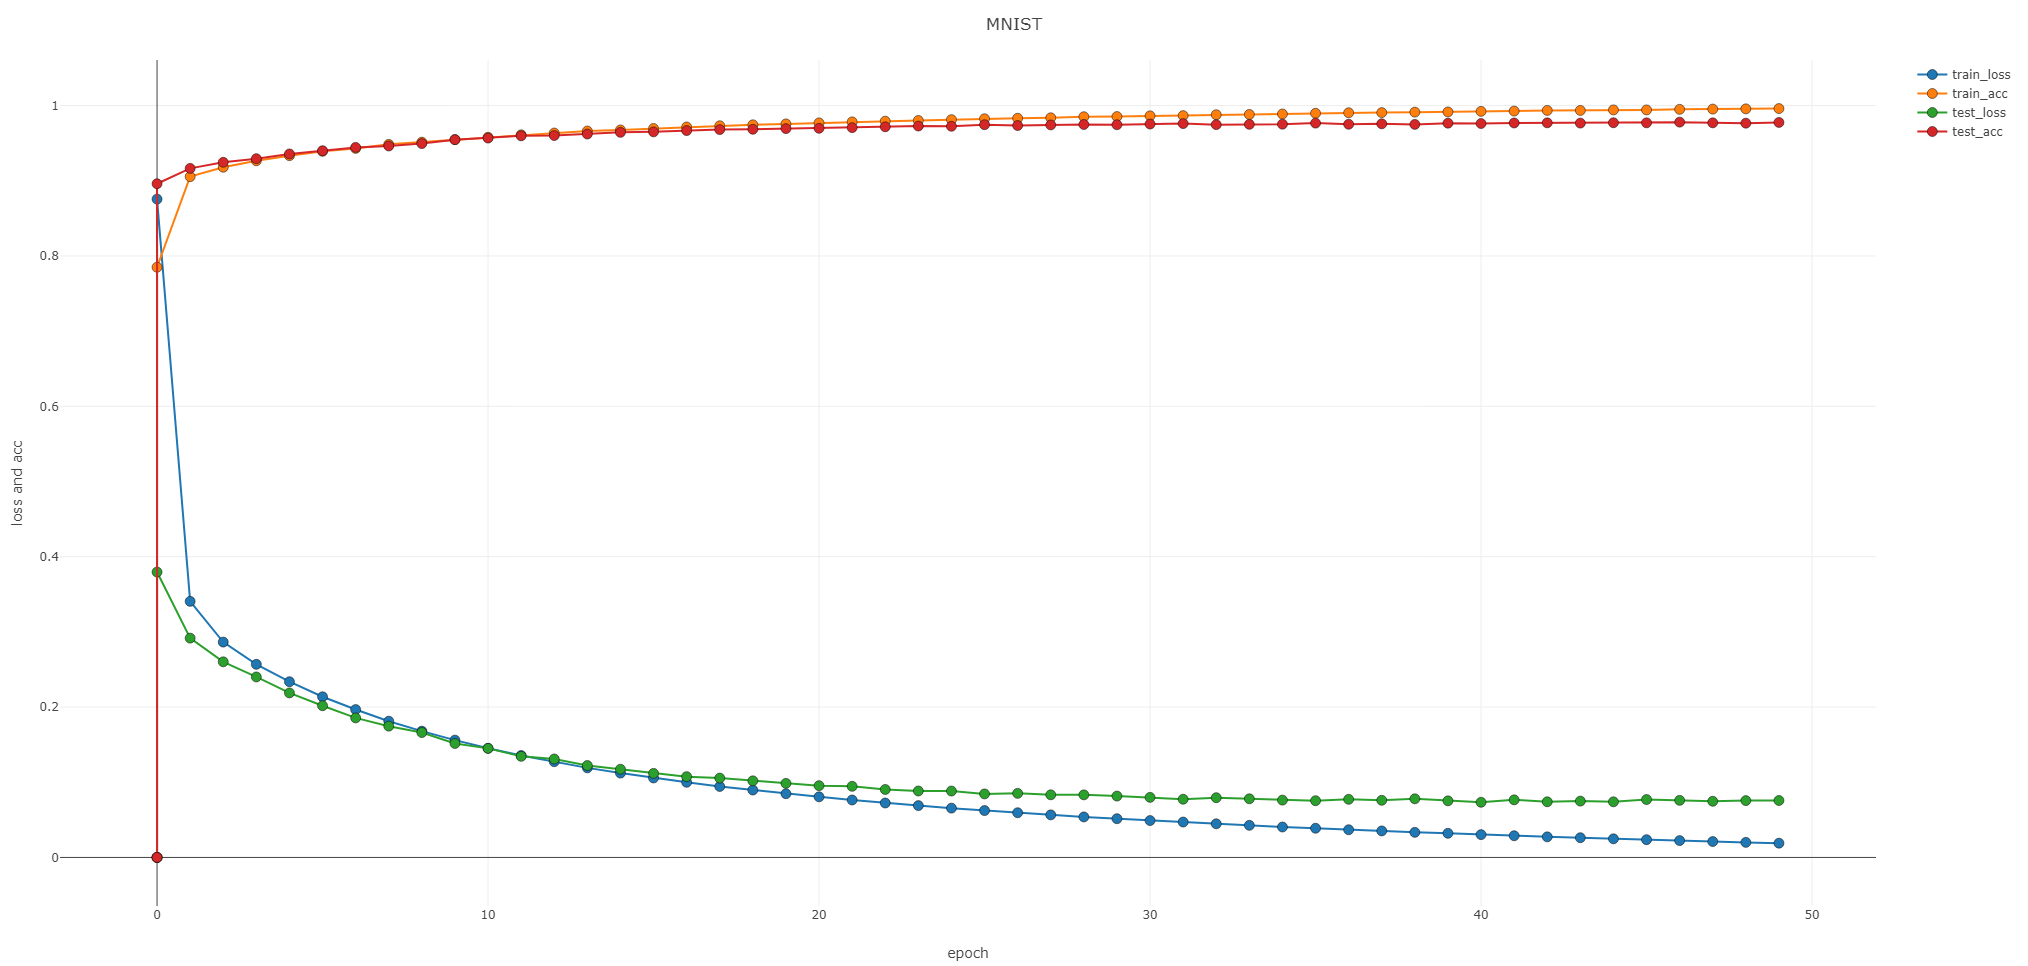 MNIST
train_loss
train_acc
test_loss
test_acc
1
0.8
0.6
0.4
0.2
0
loss and acc
0 10 20 30 40 50
epoch